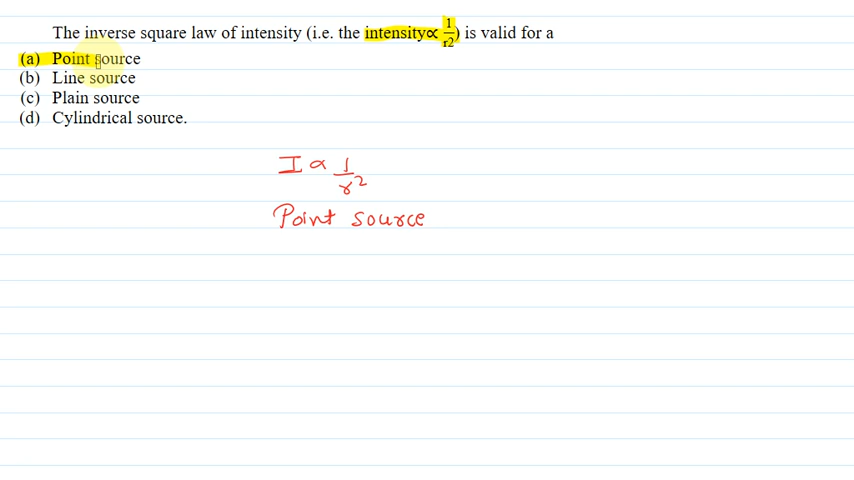 The inverse square law of intensity (i.e. the intensity∝ 1/r2) is valid for a
(a) Point source
(b) Line source
(c) Plain source
(d) Cylindrical source.
I ∝ 1/r²
Point source